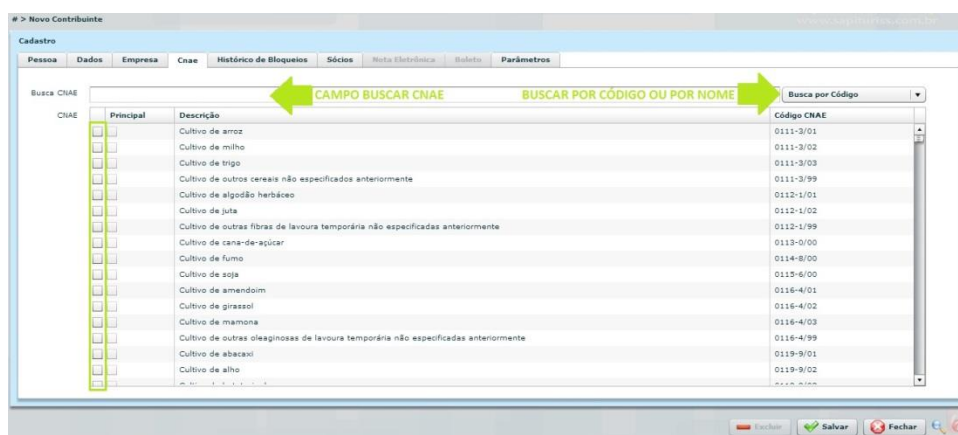 # > Novo Contribuinte
Cadastro
Pessoa Dados Empresa Cnae Histórico de Bloqueios Sócios Nota Eletrônica Boleto Parâmetros
Busca CNAE CAMPO BUSCAR CNAE BUSCAR POR CÓDIGO OU POR NOME Busca por Código
CNAE Principal Descrição Código CNAE
Cultivo de arroz 0111-3/01
Cultivo de milho 0111-3/02
Cultivo de trigo 0111-3/03
Cultivo de outros cereais não especificados anteriormente 0111-3/99
Cultivo de algodão herbáceo 0112-1/01
Cultivo de juta 0112-1/02
Cultivo de outras fibras de lavoura temporária não especificadas anteriormente 0112-1/99
Cultivo de cana-de-açúcar 0113-0/00
Cultivo de fumo 0114-8/00
Cultivo de soja 0115-6/00
Cultivo de amendoim 0116-4/01
Cultivo de girassol 0116-4/02
Cultivo de mamona 0116-4/03
Cultivo de outras oleaginosas de lavoura temporária não especificadas anteriormente 0116-4/99
Cultivo de abacaxi 0119-9/01
Cultivo de alho 0119-9/02
Excluir Salvar Fechar